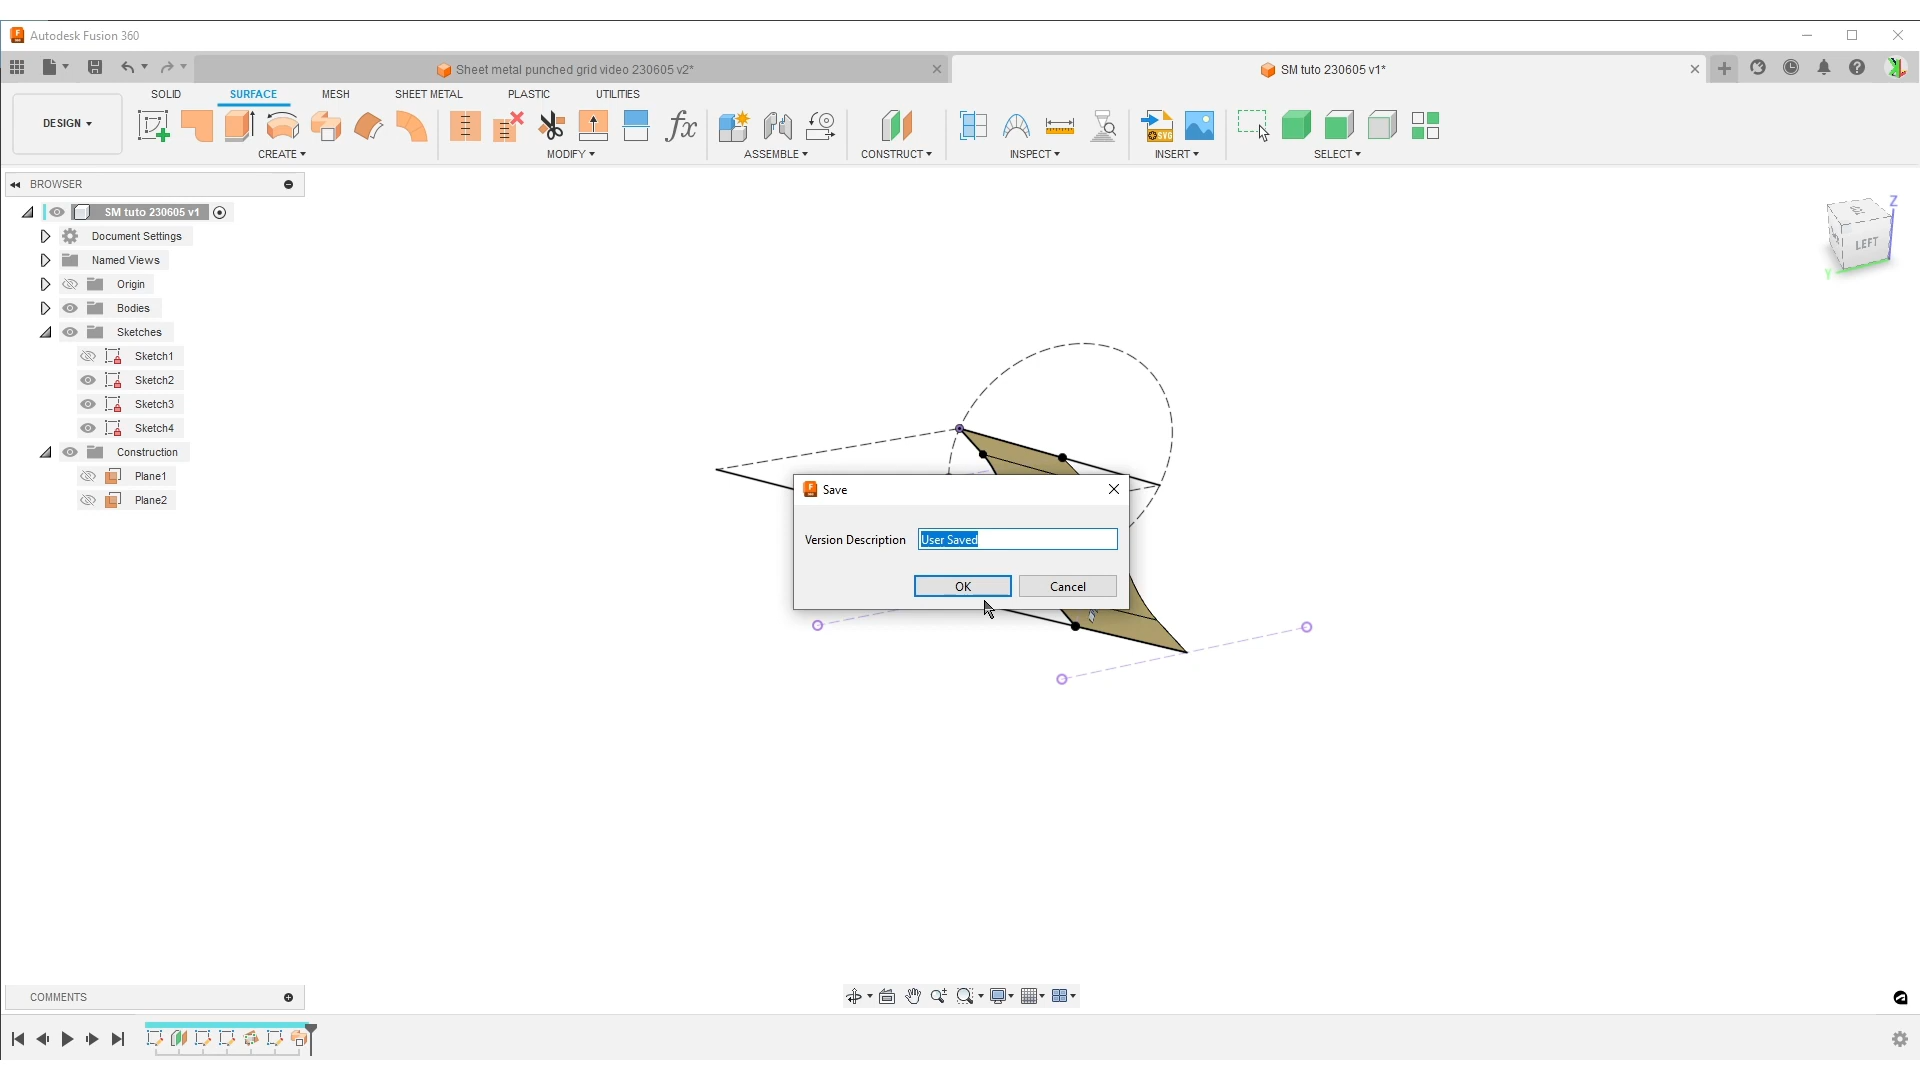 Autodesk Fusion 360
Sheet metal punched grid video 230605 v2*
SM tuto 230605 v1*
DESIGN
SOLID
SURFACE
MESH
SHEET METAL
PLASTIC
UTILITIES
CREATE
MODIFY
ASSEMBLE
CONSTRUCT
INSPECT
INSERT
SELECT
BROWSER
SM tuto 230605 v1
Document Settings
Named Views
Origin
Bodies
Sketches
Sketch1
Sketch2
Sketch3
Sketch4
Construction
Plane1
Plane2
Z
LEFT
Y
Save
Version Description
User Saved
OK
Cancel
COMMENTS